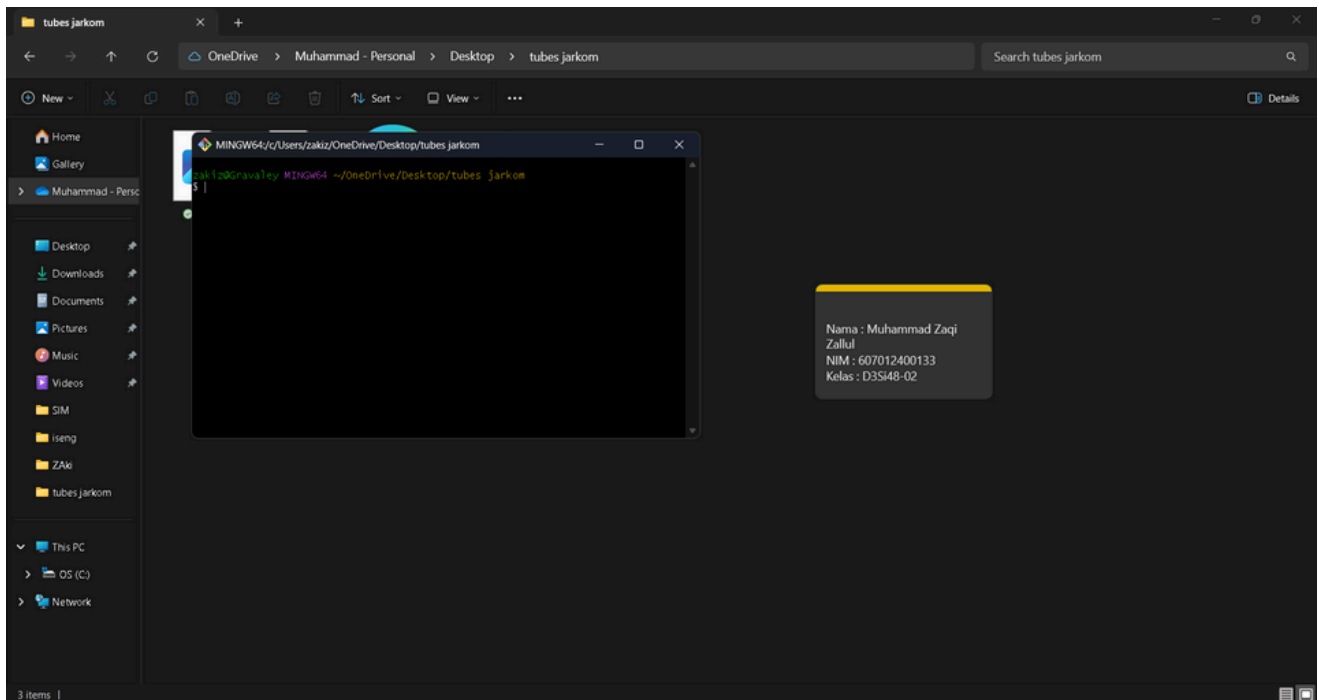 tubes jarkom
OneDrive > Muhammad - Personal > Desktop > tubes jarkom
Search tubes jarkom
New
Sort
View
Details
Home
Gallery
Muhammad - Perso
Desktop
Downloads
Documents
Pictures
Music
Videos
SIM
iseng
ZAki
tubes jarkom
This PC
OS (C:)
Network
MINGW64:/c/Users/zakiz/OneDrive/Desktop/tubes jarkom
zakiz@Gravaley MINGW64 ~/OneDrive/Desktop/tubes jarkom
$
Nama : Muhammad Zaqi
Zallul
NIM : 607012400133
Kelas : D3Si48-02
3 items